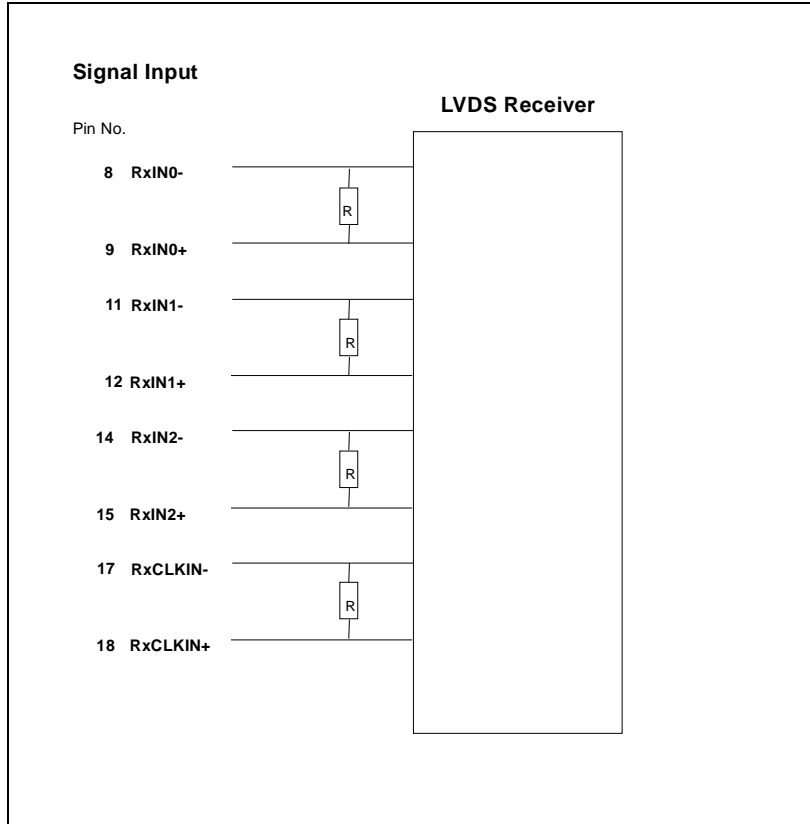 Signal Input
LVDS Receiver
Pin No.
8 RxIN0-
R
9 RxIN0+
11 RxIN1-
R
12 RxIN1+
14 RxIN2-
R
15 RxIN2+
17 RxCLKIN-
R
18 RxCLKIN+